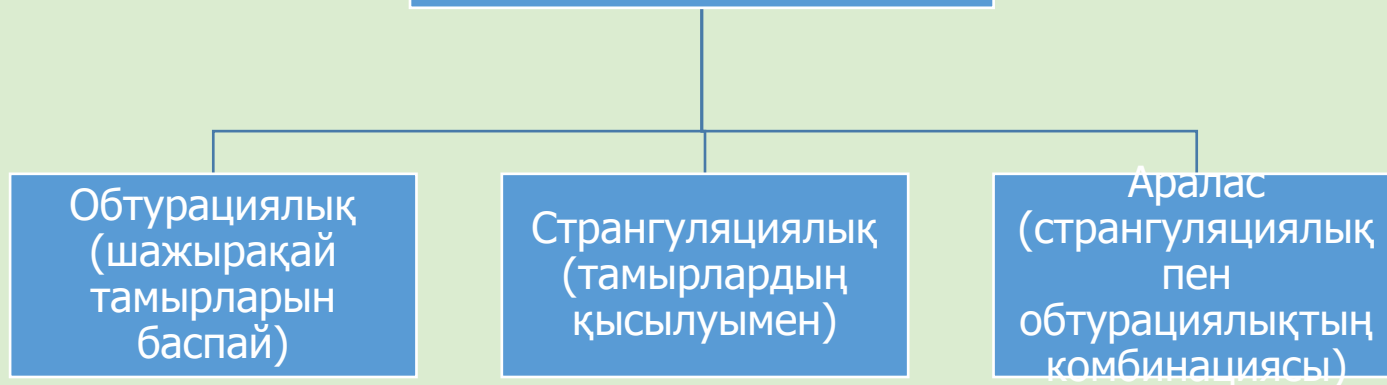 Обтурациялық
(шажырақай
тамырларын
баспай)
Странгуляциялық
(тамырлардың
қысылуымен)
Аралас
(странгуляциялық
пен
обтурациялықтың
комбинациясы)